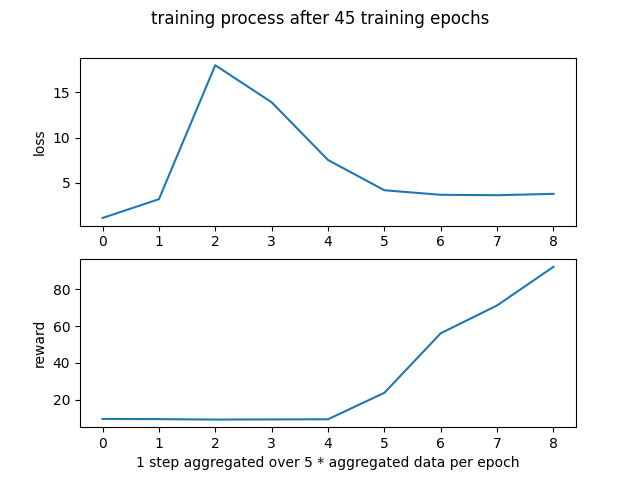 training process after 45 training epochs
15
10
5
loss
0 1 2 3 4 5 6 7 8
80
60
40
20
reward
0 1 2 3 4 5 6 7 8
1 step aggregated over 5 * aggregated data per epoch